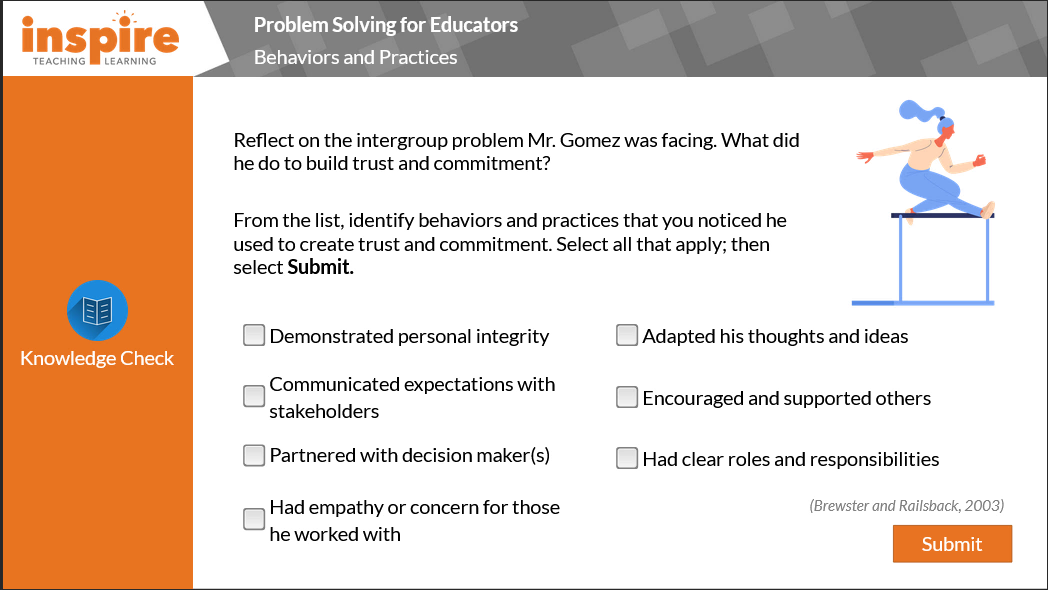 inspire
TEACHING LEARNING
Problem Solving for Educators
Behaviors and Practices
Knowledge Check
Reflect on the intergroup problem Mr. Gomez was facing. What did
he do to build trust and commitment?
From the list, identify behaviors and practices that you noticed he
used to create trust and commitment. Select all that apply; then
select Submit.
Demonstrated personal integrity
Communicated expectations with
stakeholders
Partnered with decision maker(s)
Had empathy or concern for those
he worked with
Adapted his thoughts and ideas
Encouraged and supported others
Had clear roles and responsibilities
(Brewster and Railsback, 2003)
Submit